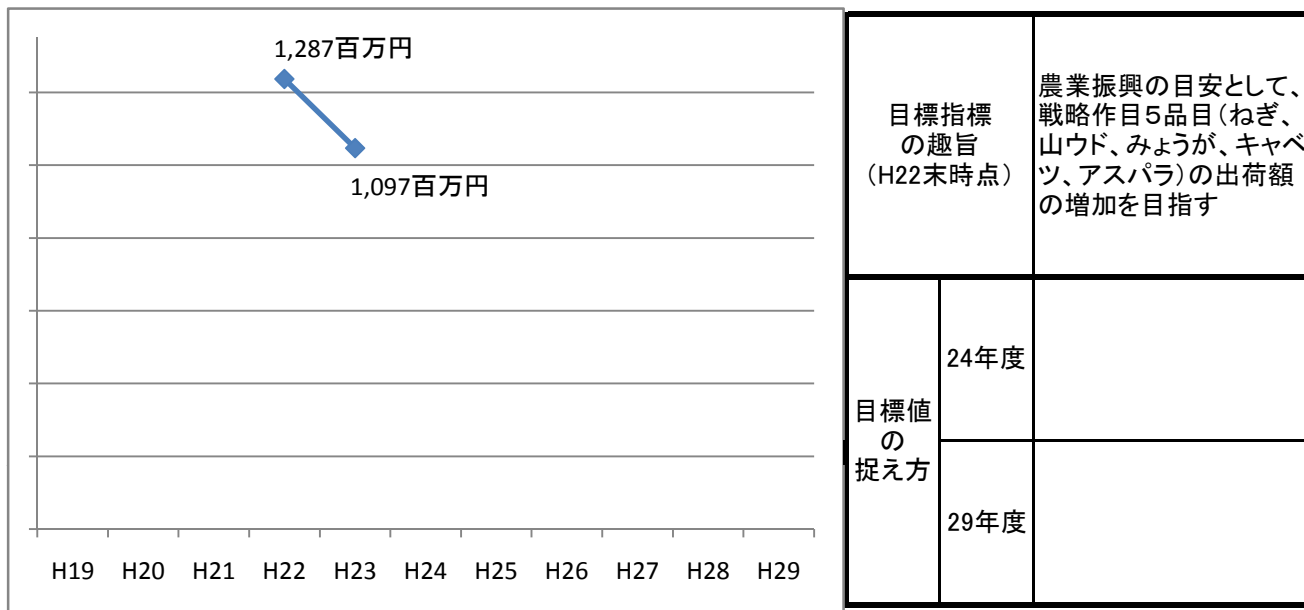 1,287百万円
1,097百万円
H19 H20 H21 H22 H23 H24 H25 H26 H27 H28 H29
目標指標
の趣旨
(H22末時点)
農業振興の目安として、
戦略作目5品目(ねぎ、
山ウド、みょうが、キャベ
ツ、アスパラ)の出荷額
の増加を目指す
目標値
の
捉え方
24年度
29年度